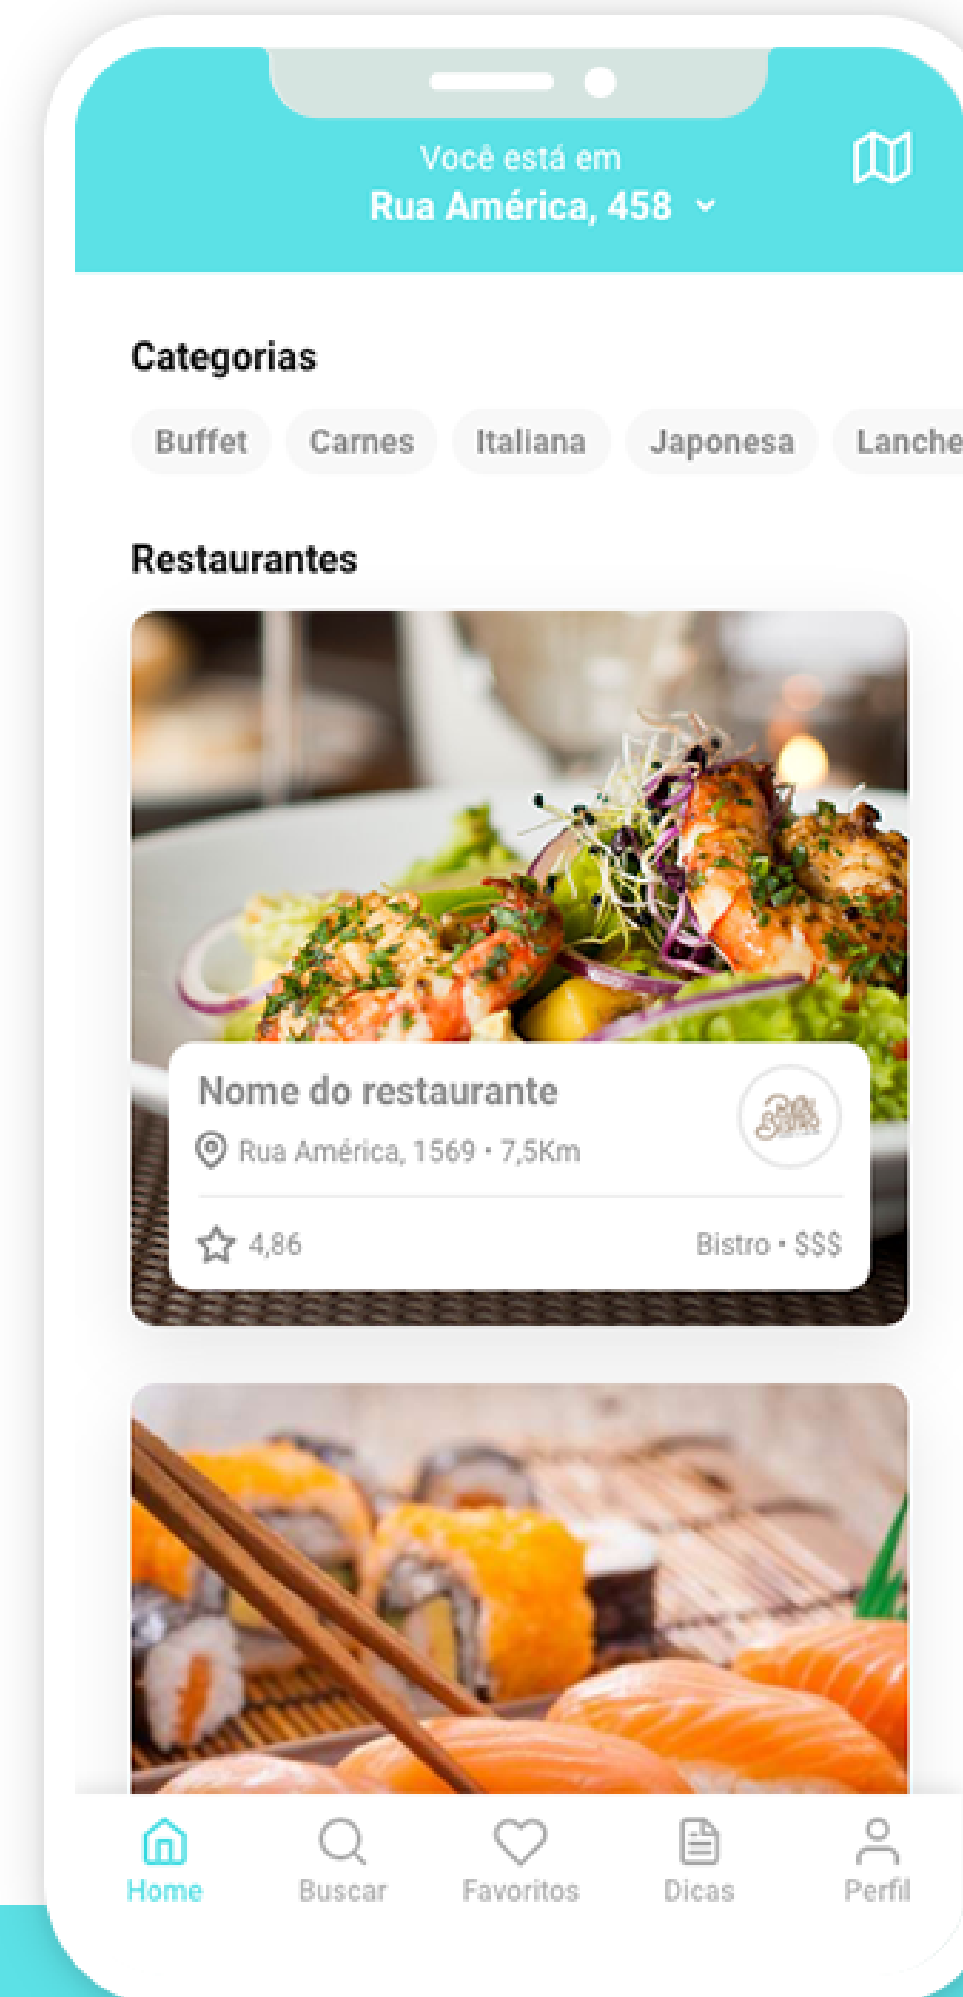 Você está em
Rua América, 458
Categorias
Buffet Carnes Italiana Japonesa Lanche
Restaurantes
Nome do restaurante
Rua América, 1569 • 7,5Km
4,86 Bistro • $$$
Home Buscar Favoritos Dicas Perfil